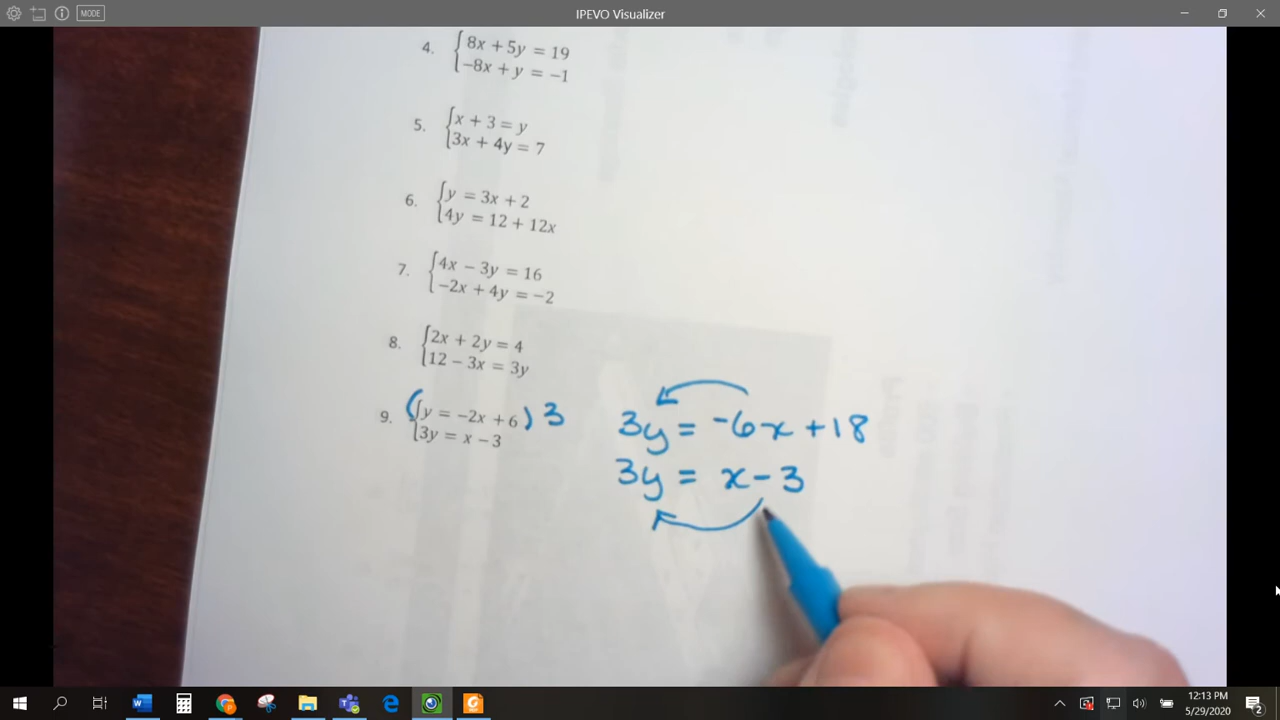 MODE
IPEVO Visualizer
4. 8x + 5y = 19
-8x + y = -1
5. x + 3 = y
3x + 4y = 7
6. y = 3x + 2
4y = 12 + 12x
7. 4x - 3y = 16
-2x + 4y = -2
8. 2x + 2y = 4
12 - 3x = 3y
9. (y = -2x + 6) 3
3y = x - 3
3y = -6x + 18
3y = x - 3
12:13 PM
5/29/2020
2